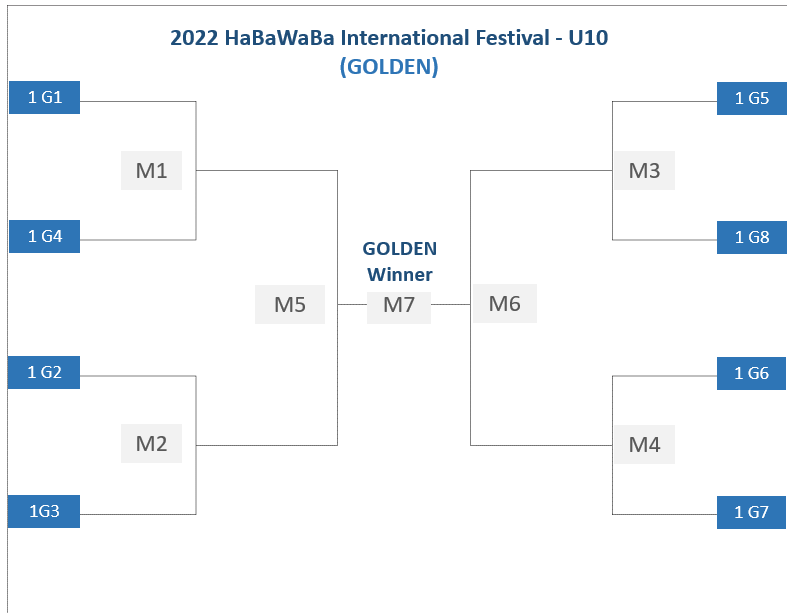 2022 HaBaWaBa International Festival - U10
(GOLDEN)
1 G1
1 G5
M1
M3
1 G4
1 G8
GOLDEN
Winner
M5
M7
M6
1 G2
1 G6
M2
M4
1G3
1 G7